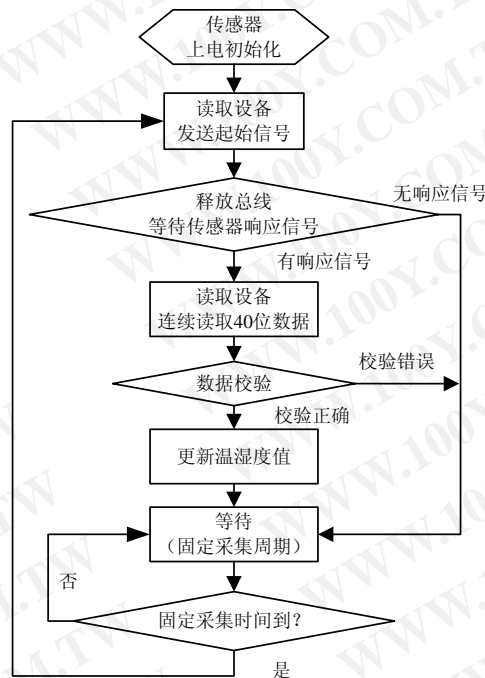 传感器
上电初始化
读取设备
发送起始信号
释放总线
等待传感器响应信号
无响应信号
有响应信号
读取设备
连续读取40位数据
数据校验
校验错误
校验正确
更新温湿度值
等待
（固定采集周期）
否
固定采集时间到?
是
WWW.100Y.COM.TW